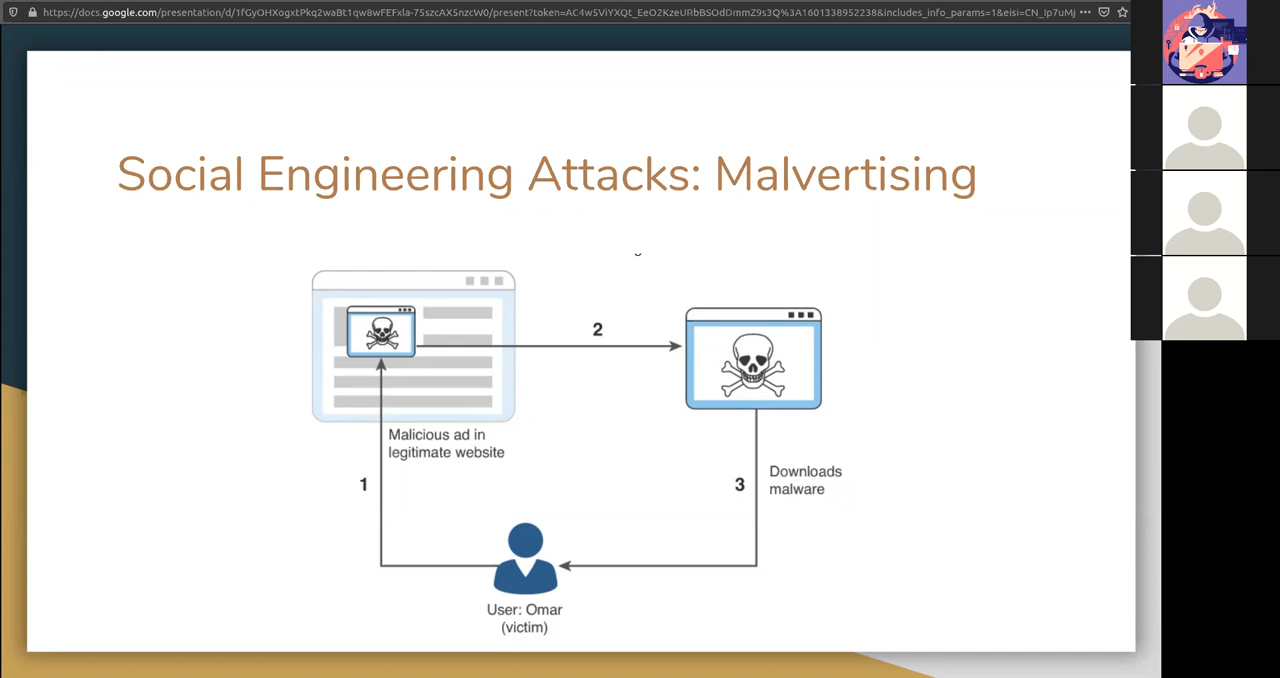 https://docs.google.com/presentation/d/1fGyOHXogxtPkq2waBt1qw8wFEFxla-75szcAX5nzcW0/present?token=AC4w5ViYXQt_EeO2KzeURbBSOdDmmZ9s3Q%3A1601338952238&includes_info_params=1&eisi=CN_Ip7uMj
Social Engineering Attacks: Malvertising
2
Malicious ad in
legitimate website
1
3
Downloads
malware
User: Omar
(victim)